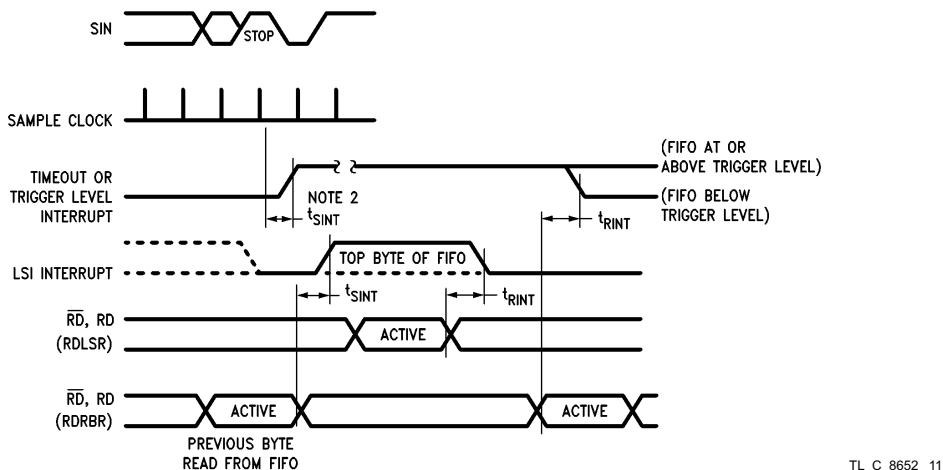 SIN
STOP
SAMPLE CLOCK
TIMEOUT OR
TRIGGER LEVEL
INTERRUPT
NOTE 2
tSINT
(FIFO AT OR
ABOVE TRIGGER LEVEL)
(FIFO BELOW
TRIGGER LEVEL)
tRINT
LSI INTERRUPT
TOP BYTE OF FIFO
tSINT
tRINT
R̅D̅, RD
(RDLSR)
ACTIVE
R̅D̅, RD
(RDRBR)
ACTIVE
ACTIVE
PREVIOUS BYTE
READ FROM FIFO
TL C 8652 11